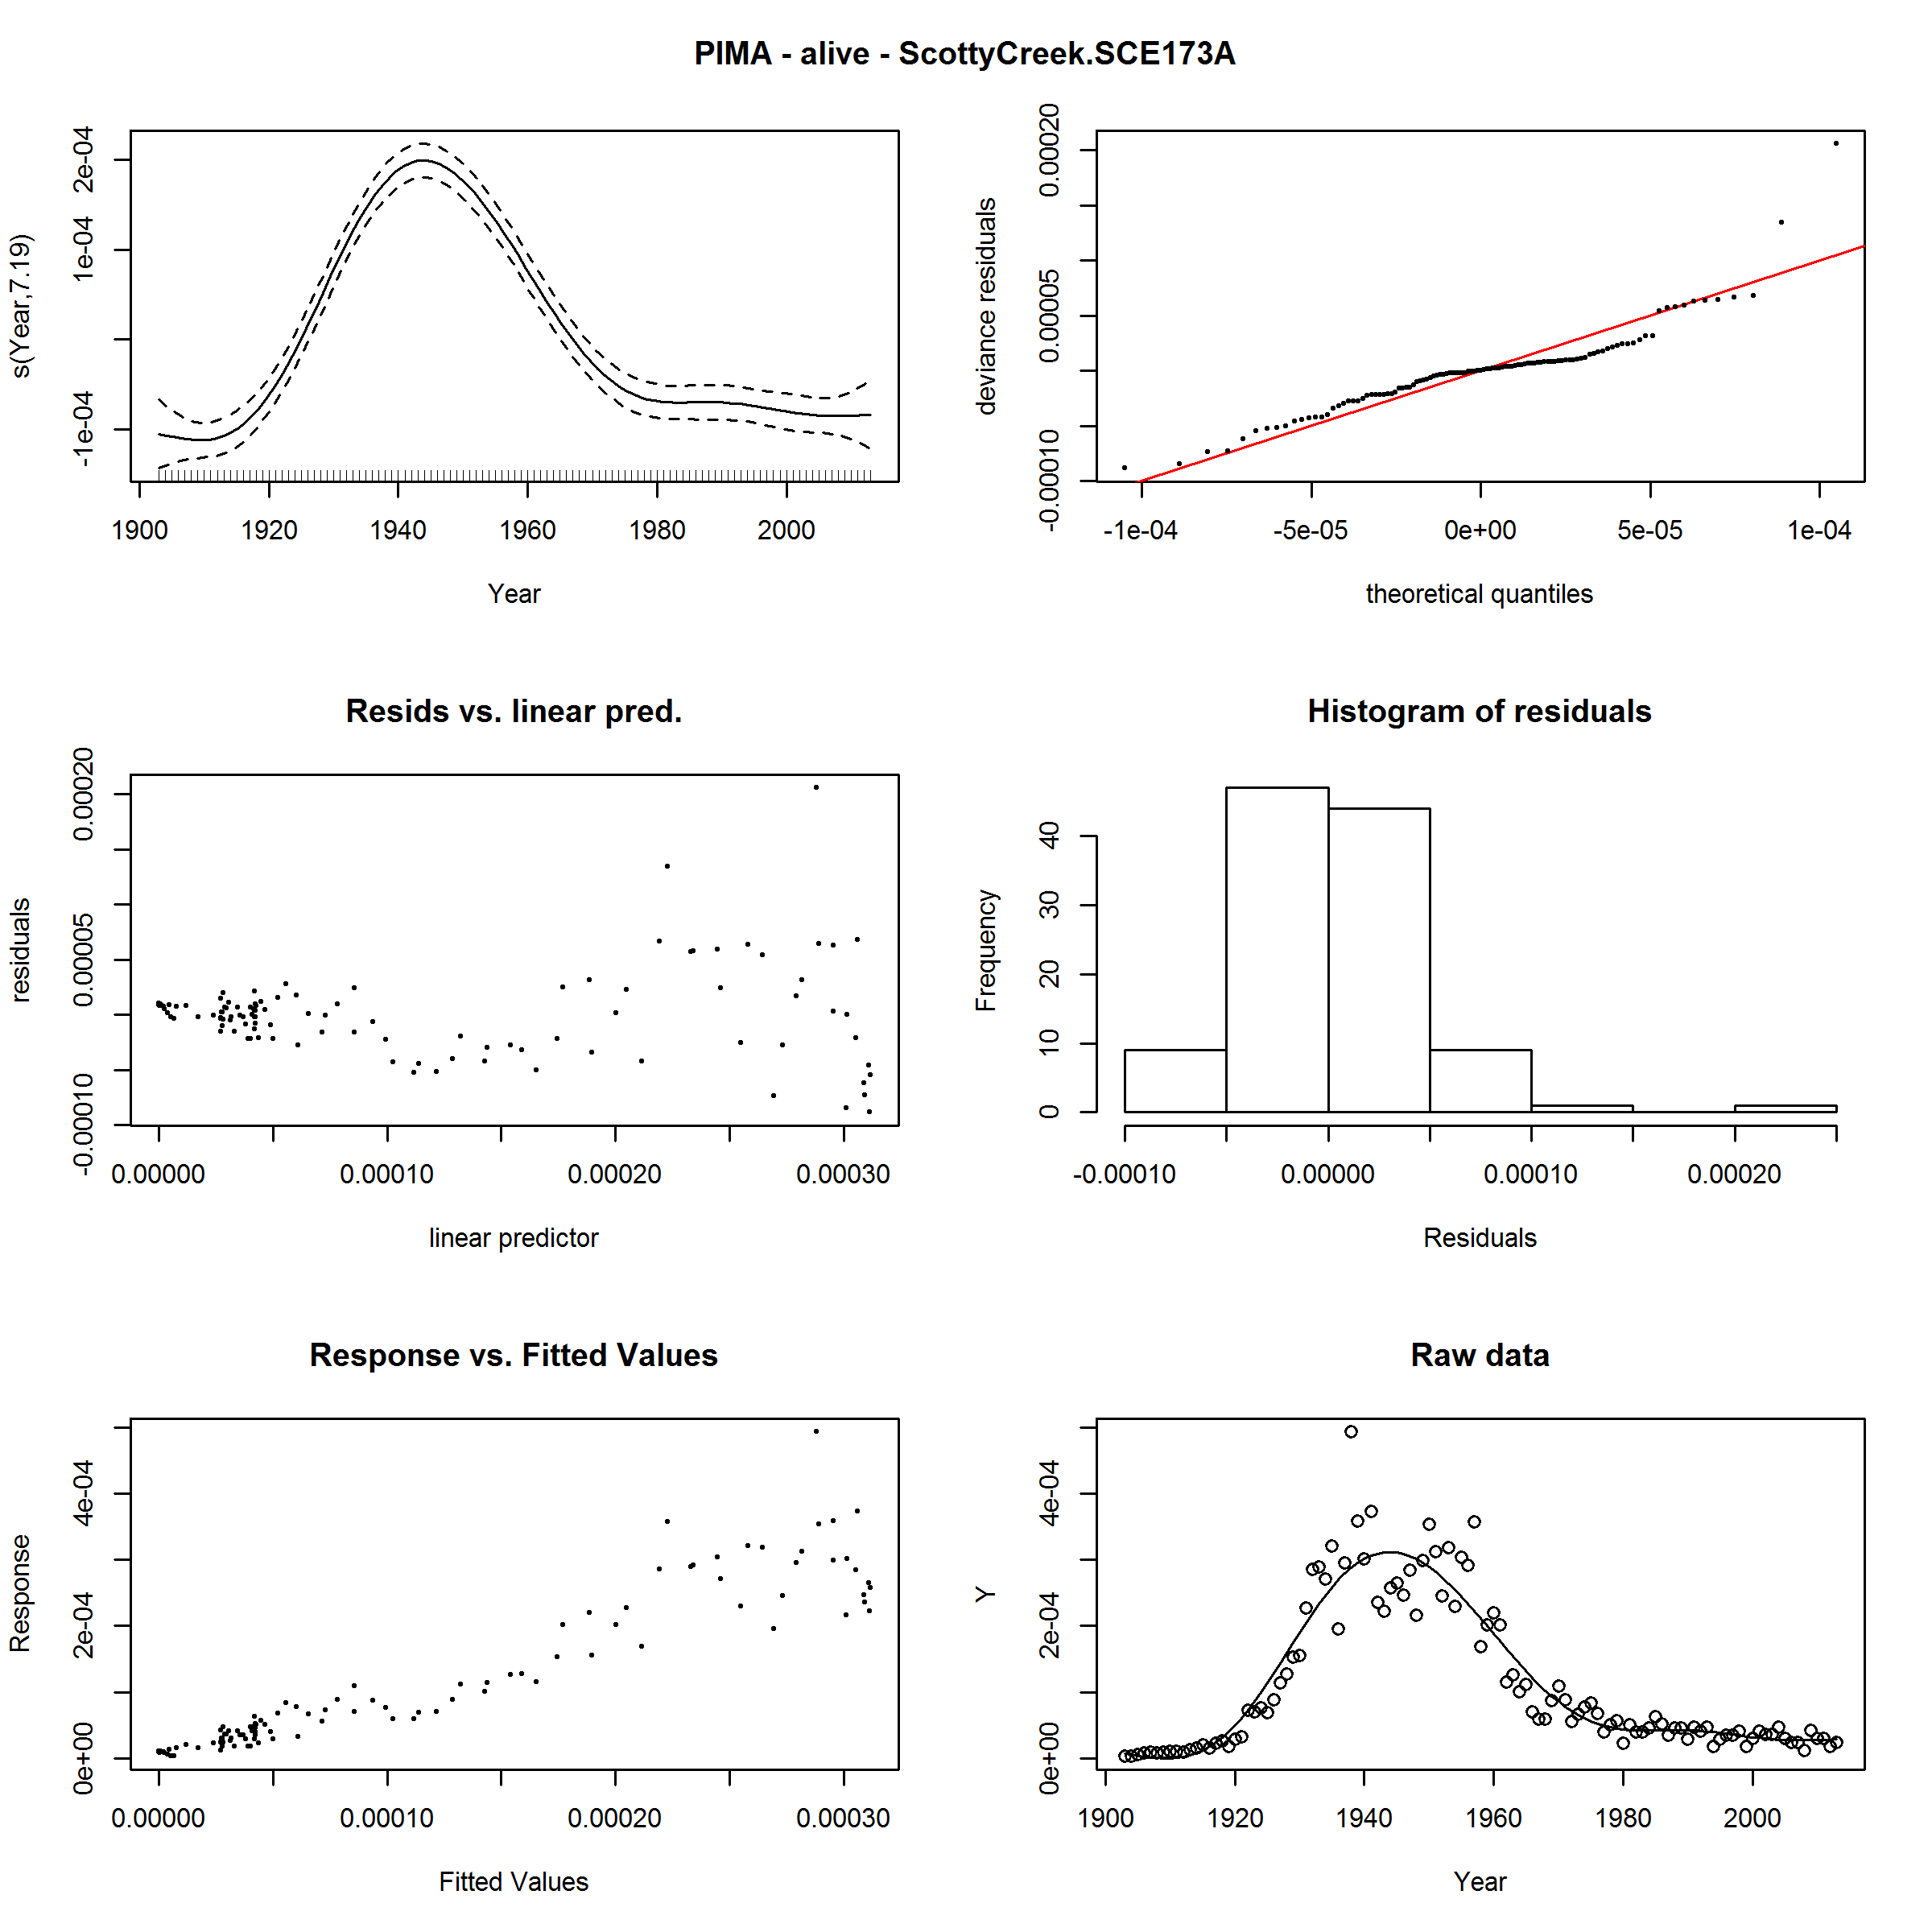 PIMA - alive - ScottyCreek.SCE173A
s(Year,7.19)
-1e-04 1e-04 2e-04
1900 1920 1940 1960 1980 2000
Year
deviance residuals
-0.00010 0.00005 0.00020
-1e-04 -5e-05 0e+00 5e-05 1e-04
theoretical quantiles
Resids vs. linear pred.
residuals
-0.00010 0.00005 0.00020
0.00000 0.00010 0.00020 0.00030
linear predictor
Histogram of residuals
Frequency
0 10 20 30 40
-0.00010 0.00000 0.00010 0.00020
Residuals
Response vs. Fitted Values
Response
0e+00 2e-04 4e-04
0.00000 0.00010 0.00020 0.00030
Fitted Values
Raw data
Y
0e+00 2e-04 4e-04
1900 1920 1940 1960 1980 2000
Year